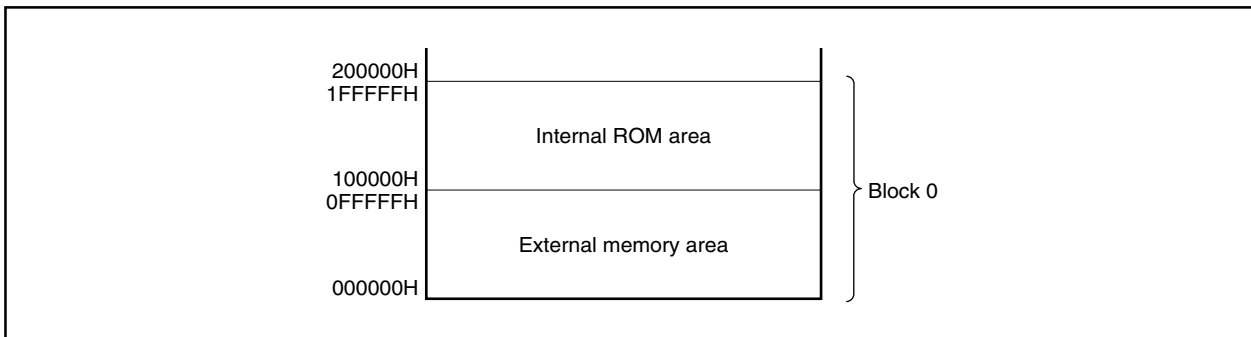 200000H
1FFFFFH
Internal ROM area
100000H
0FFFFFH
Block 0
External memory area
000000H